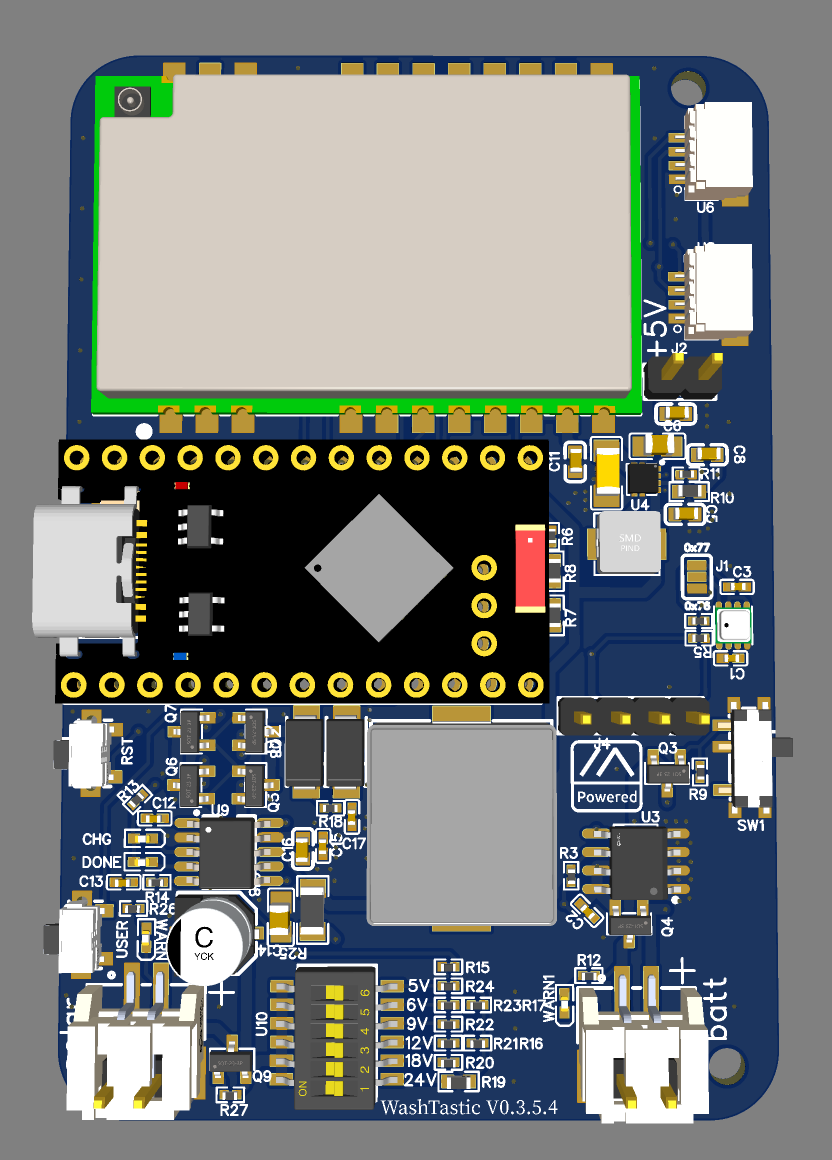 U6
+5V
J2
C6
C11
C8
R11
U4
R10
SMD
PIND
R6
R8
R7
0x77
J1
C3
0x76
R5
C1
Q7
RST
Q6
R13
C12
U9
R18
C17
C16
C15
CHG
DONE
C13
R14
R26
USER
WARN
C
YCK
C14
R25
Powered
Q3
R9
SW1
U3
R3
C2
Q4
R12
WARN1
batt
+
+
U10
ON
1 2 3 4 5 6
5V
6V
9V
12V
18V
24V
R15
R24
R23 R17
R22
R21 R16
R20
R19
Q9
R27
WashTastic V0.3.5.4